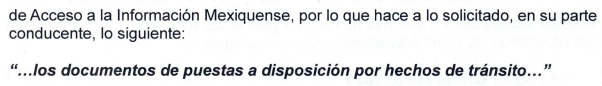 de Acceso a la Información Mexiquense, por lo que hace a lo solicitado, en su parte
conducente, lo siguiente:
“…los documentos de puestas a disposición por hechos de tránsito…”